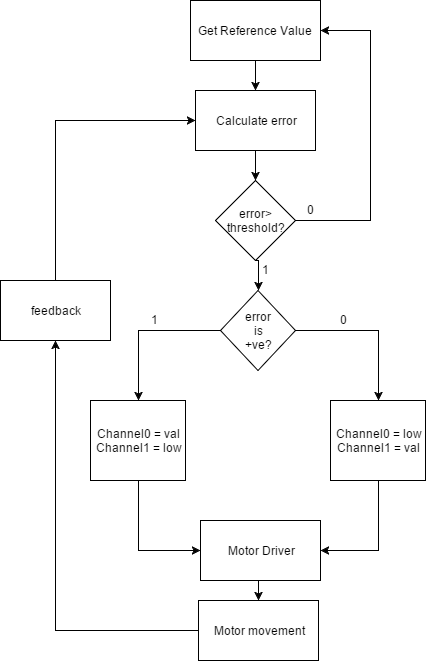 Get Reference Value
Calculate error
error>
threshold?
0
1
feedback
error
is
+ve?
1
0
Channel0 = val
Channel1 = low
Channel0 = low
Channel1 = val
Motor Driver
Motor movement